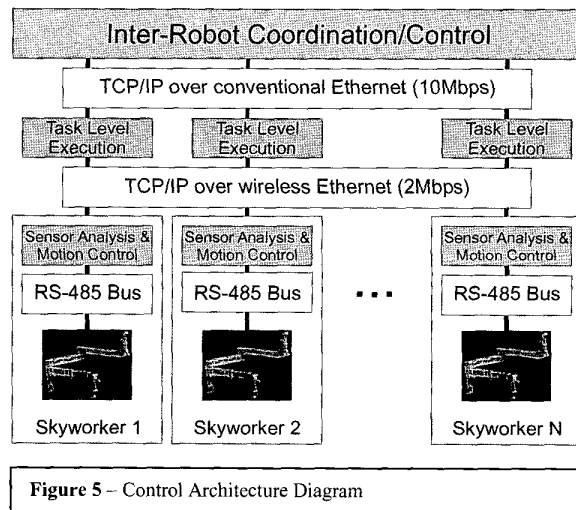 Inter-Robot Coordination/Control
TCP/IP over conventional Ethernet (10Mbps)
Task Level
Execution
Task Level
Execution
Task Level
Execution
TCP/IP over wireless Ethernet (2Mbps)
Sensor Analysis &
Motion Control
RS-485 Bus
Skyworker 1
Sensor Analysis &
Motion Control
RS-485 Bus
Skyworker 2
...
Sensor Analysis &
Motion Control
RS-485 Bus
Skyworker N
Figure 5 – Control Architecture Diagram